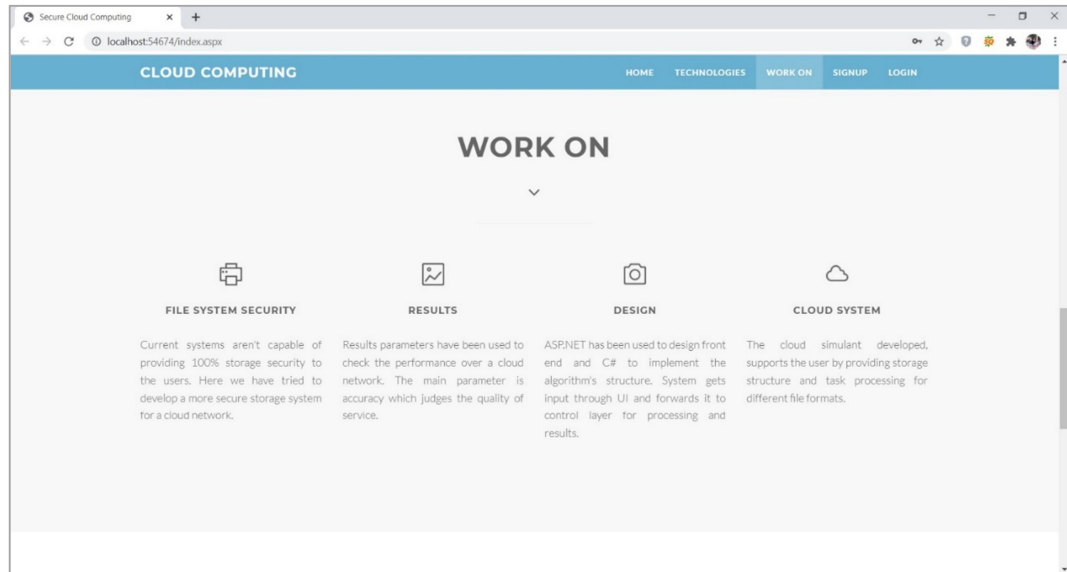 Secure Cloud Computing
localhost:54674/index.aspx
CLOUD COMPUTING
HOME TECHNOLOGIES WORK ON SIGNUP LOGIN
WORK ON
FILE SYSTEM SECURITY
Current systems aren't capable of
providing 100% storage security to
the users. Here we have tried to
develop a more secure storage system
for a cloud network.
RESULTS
Results parameters have been used to
check the performance over a cloud
network. The main parameter is
accuracy which judges the quality of
service.
DESIGN
ASP.NET has been used to design front
end and C# to implement the
algorithm's structure. System gets
input through UI and forwards it to
control layer for processing and
results.
CLOUD SYSTEM
The cloud simulant developed,
supports the user by providing storage
structure and task processing for
different file formats.